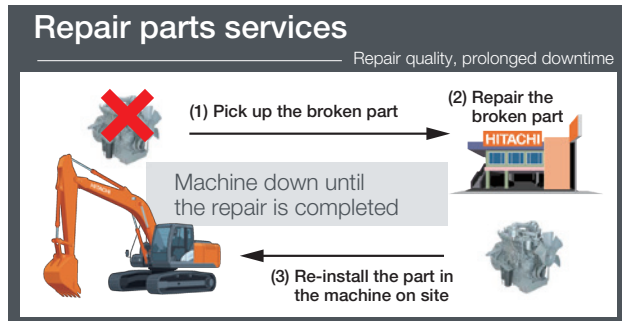 Repair parts services
Repair quality, prolonged downtime
(1) Pick up the broken part
(2) Repair the
broken part
HITACHI
HITACHI
Machine down until
the repair is completed
(3) Re-install the part in
the machine on site